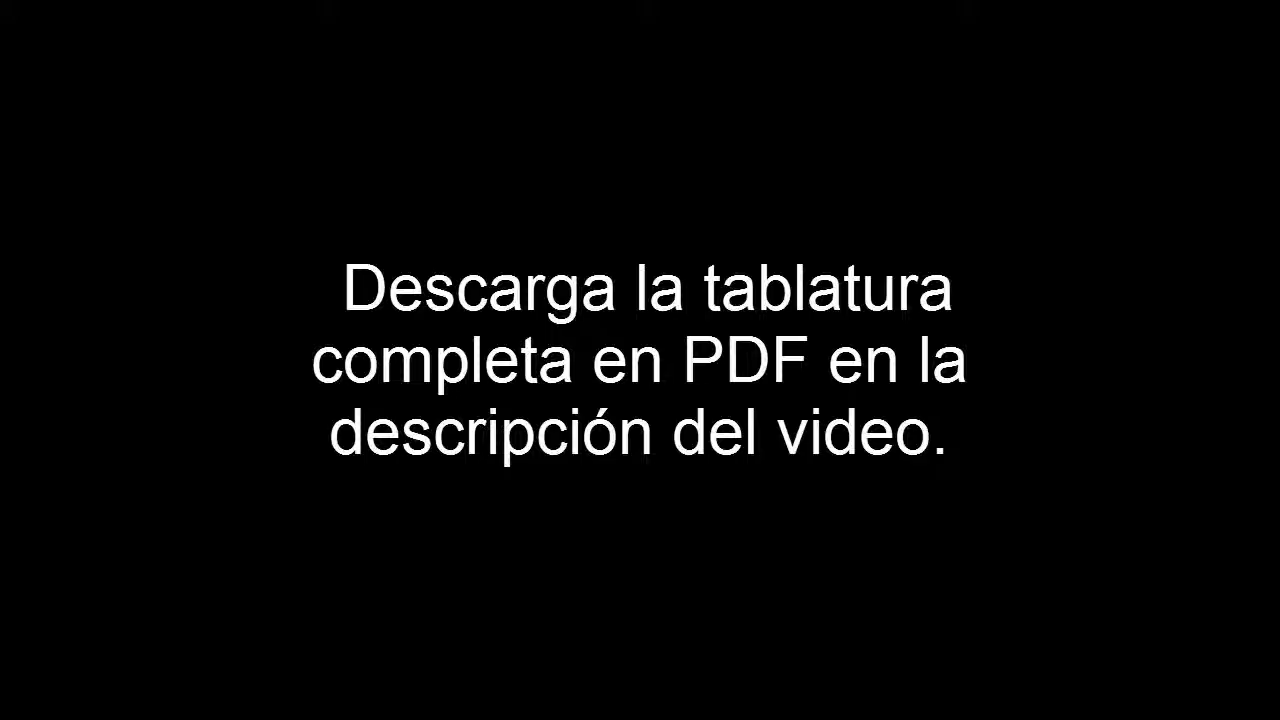 Descarga la tablatura
completa en PDF en la
descripción del video.